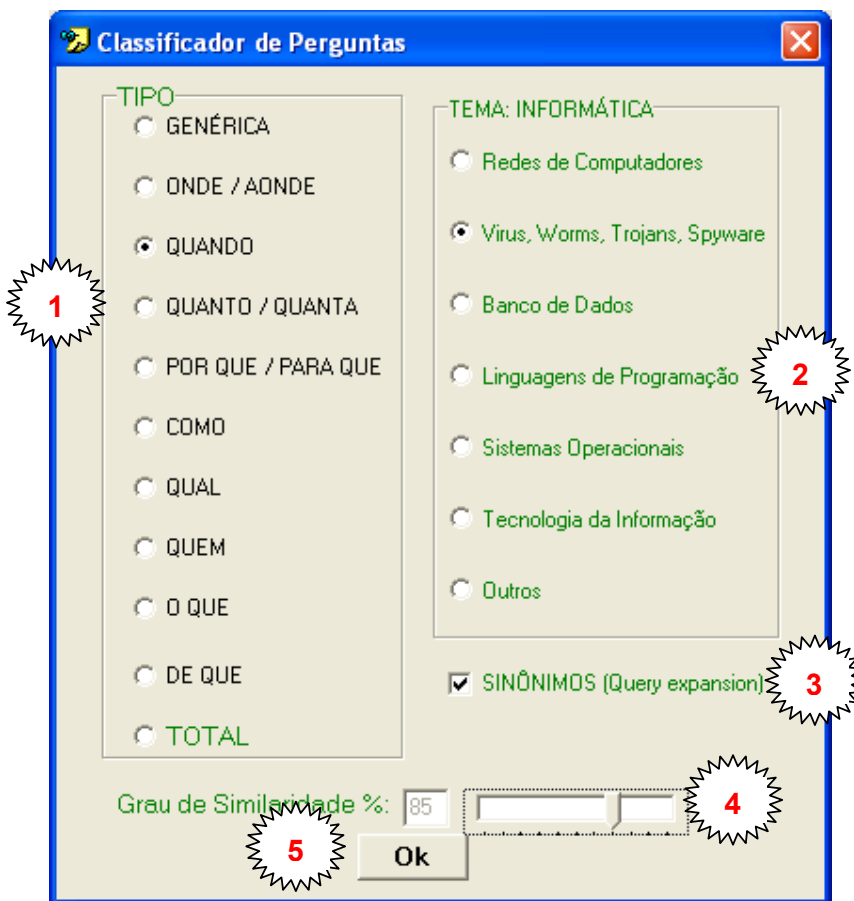 Classificador de Perguntas
TIPO
GENÉRICA
ONDE / AONDE
QUANDO
QUANTO / QUANTA
POR QUE / PARA QUE
COMO
QUAL
QUEM
O QUE
DE QUE
TOTAL
1
TEMA: INFORMÁTICA
Redes de Computadores
Virus, Worms, Trojans, Spyware
Banco de Dados
Linguagens de Programação
2
Sistemas Operacionais
Tecnologia da Informação
Outros
SINÔNIMOS (Query expansion)
3
Grau de Similaridade %: 85
4
5
Ok